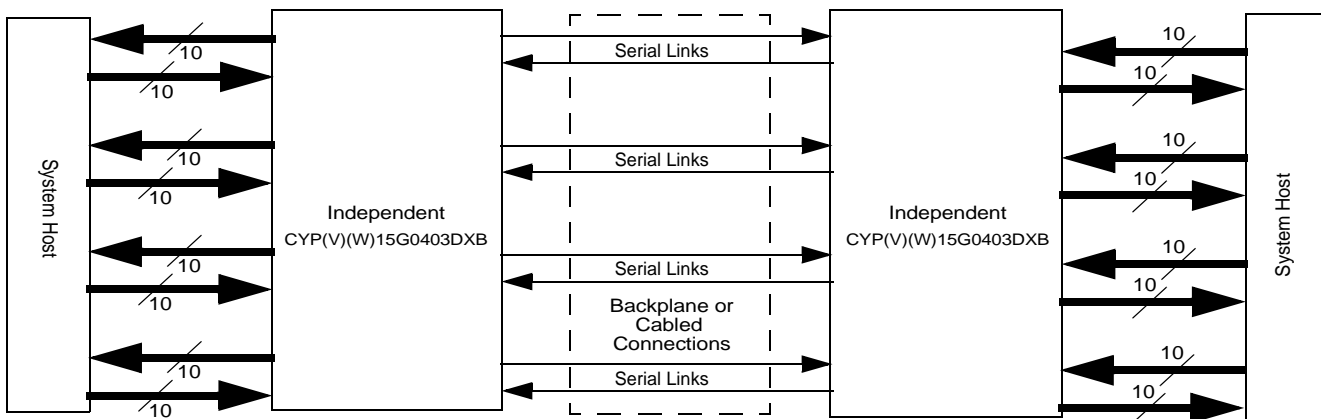 System Host
10
10
10
10
10
10
10
10
Independent
CYP(V)(W)15G0403DXB
Serial Links
Serial Links
Serial Links
Backplane or
Cabled
Connections
Serial Links
Independent
CYP(V)(W)15G0403DXB
10
10
10
10
10
10
10
10
System Host